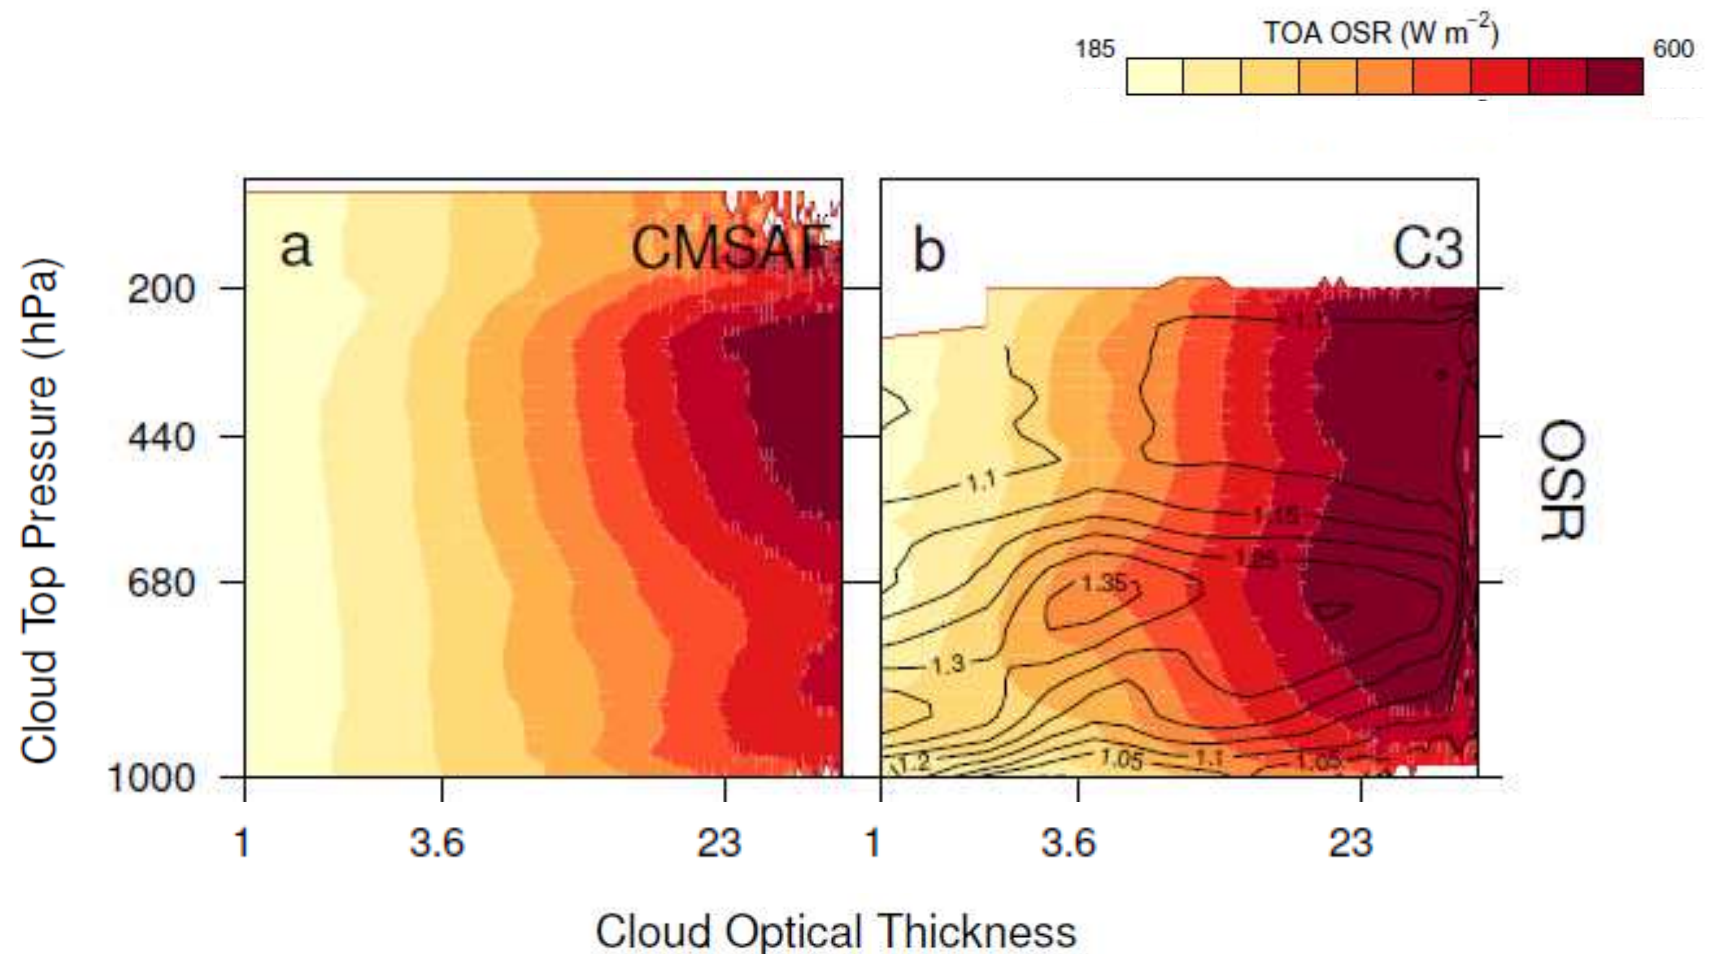 TOA OSR (W m⁻²)
185 600
a CMSAF b C3
Cloud Top Pressure (hPa)
200
440
680
1000
1.1
1.1
1.15
1.35
1.3
1.2 1.05 1.1 1.05
OSR
1 3.6 23 1 3.6 23
Cloud Optical Thickness